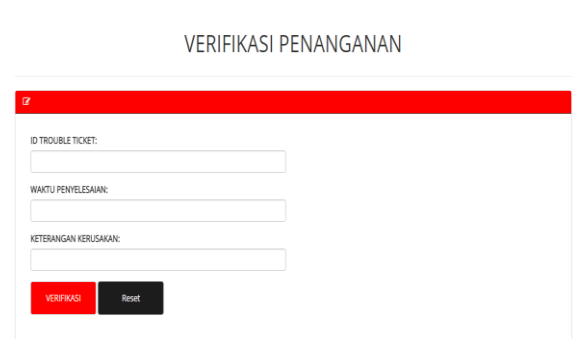 VERIFIKASI PENANGANAN
ID TROUBLE TICKET:
WAKTU PENYELESAIAN:
KETERANGAN KERUSAKAN:
VERIFIKASI Reset